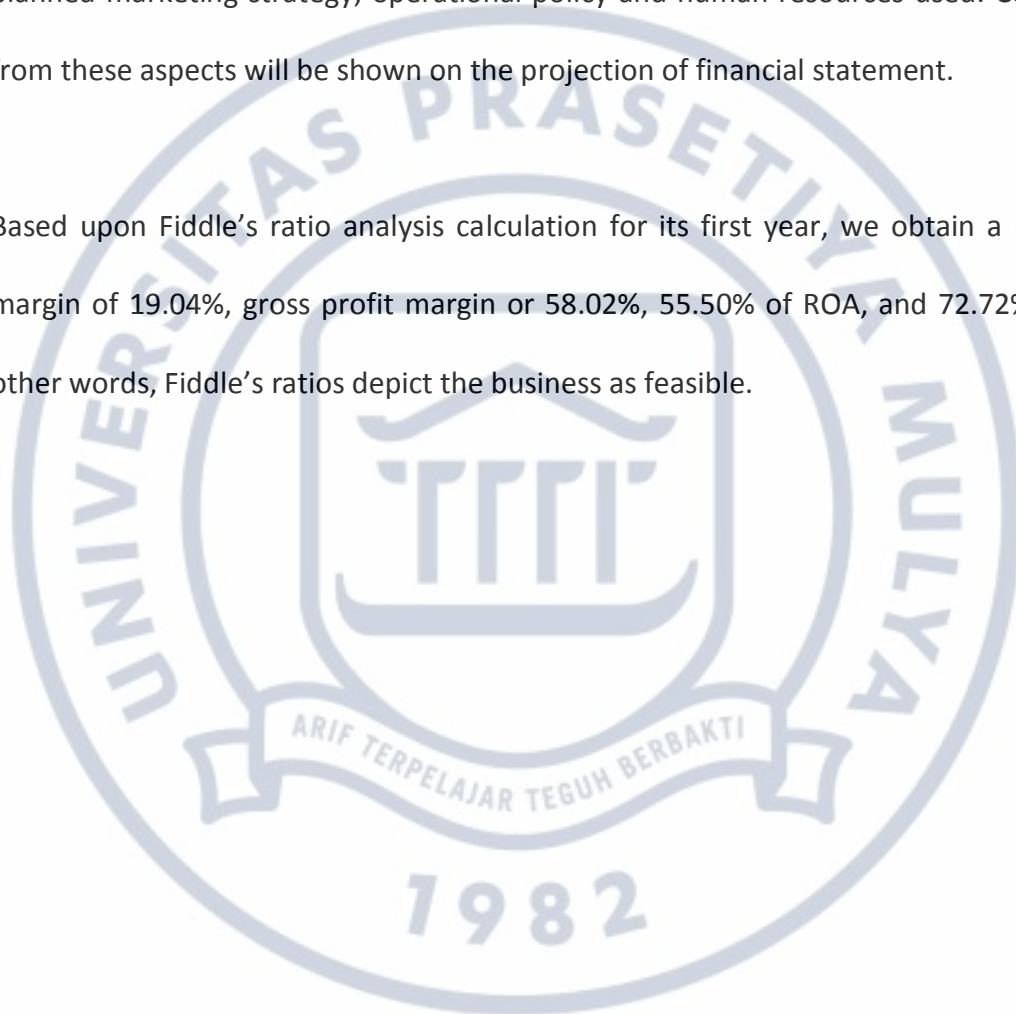 from these aspects will be shown on the projection of financial statement.
Based upon Fiddle’s ratio analysis calculation for its first year, we obtain a
margin of 19.04%, gross profit margin or 58.02%, 55.50% of ROA, and 72.72%
other words, Fiddle’s ratios depict the business as feasible.
UNIVERSITAS PRASETIYA MULYA
ARIF TERPELAJAR TEGUH BERBAKTI
1982